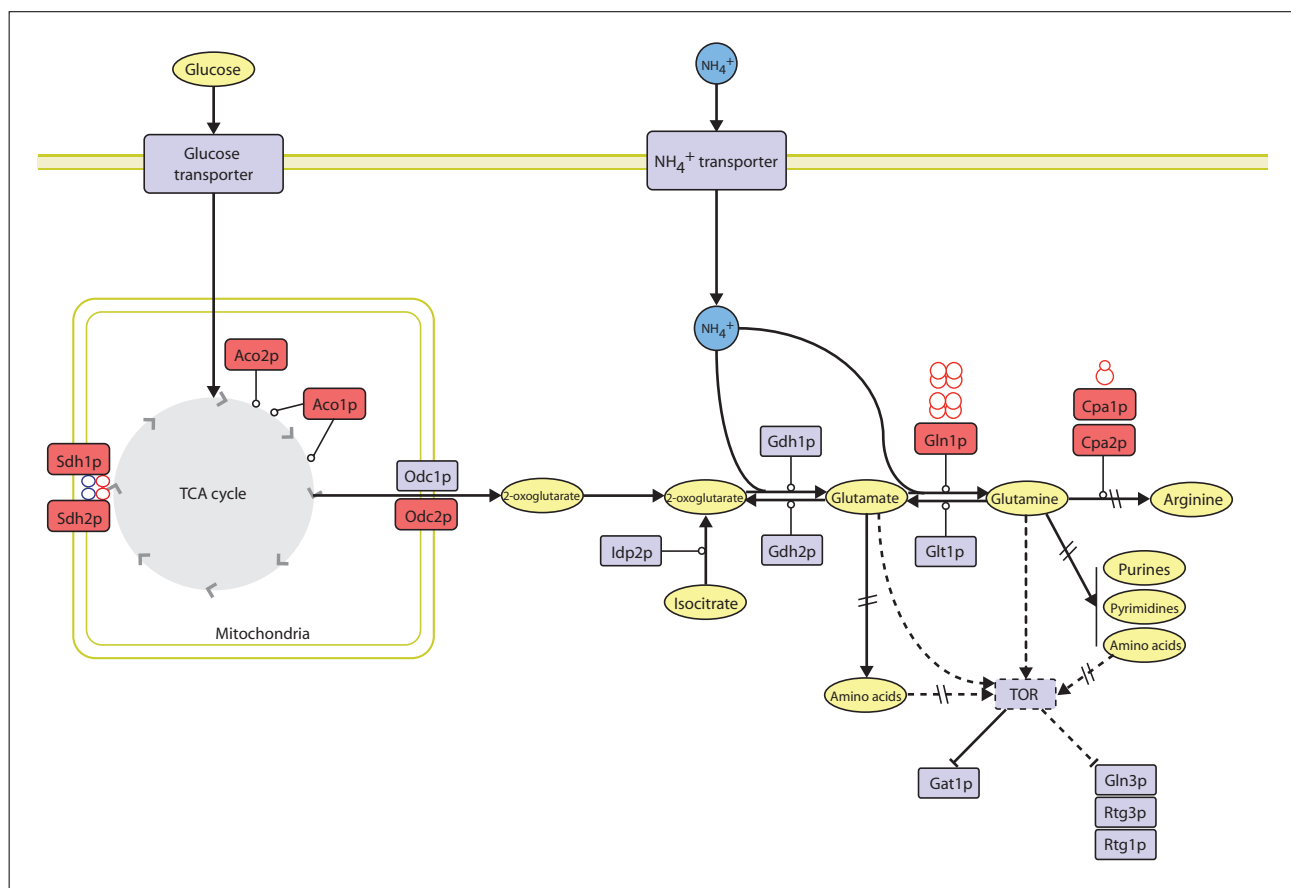 Glucose
NH4+
Glucose
transporter
NH4+ transporter
NH4+
Aco2p
Aco1p
Sdh1p
Sdh2p
TCA cycle
Mitochondria
Odc1p
Odc2p
2-oxoglutarate
2-oxoglutarate
Idp2p
Isocitrate
Gdh1p
Gdh2p
Glutamate
Gln1p
Glt1p
Glutamine
Cpa1p
Cpa2p
Arginine
Purines
Pyrimidines
Amino acids
Amino acids
TOR
Gat1p
Gln3p
Rtg3p
Rtg1p